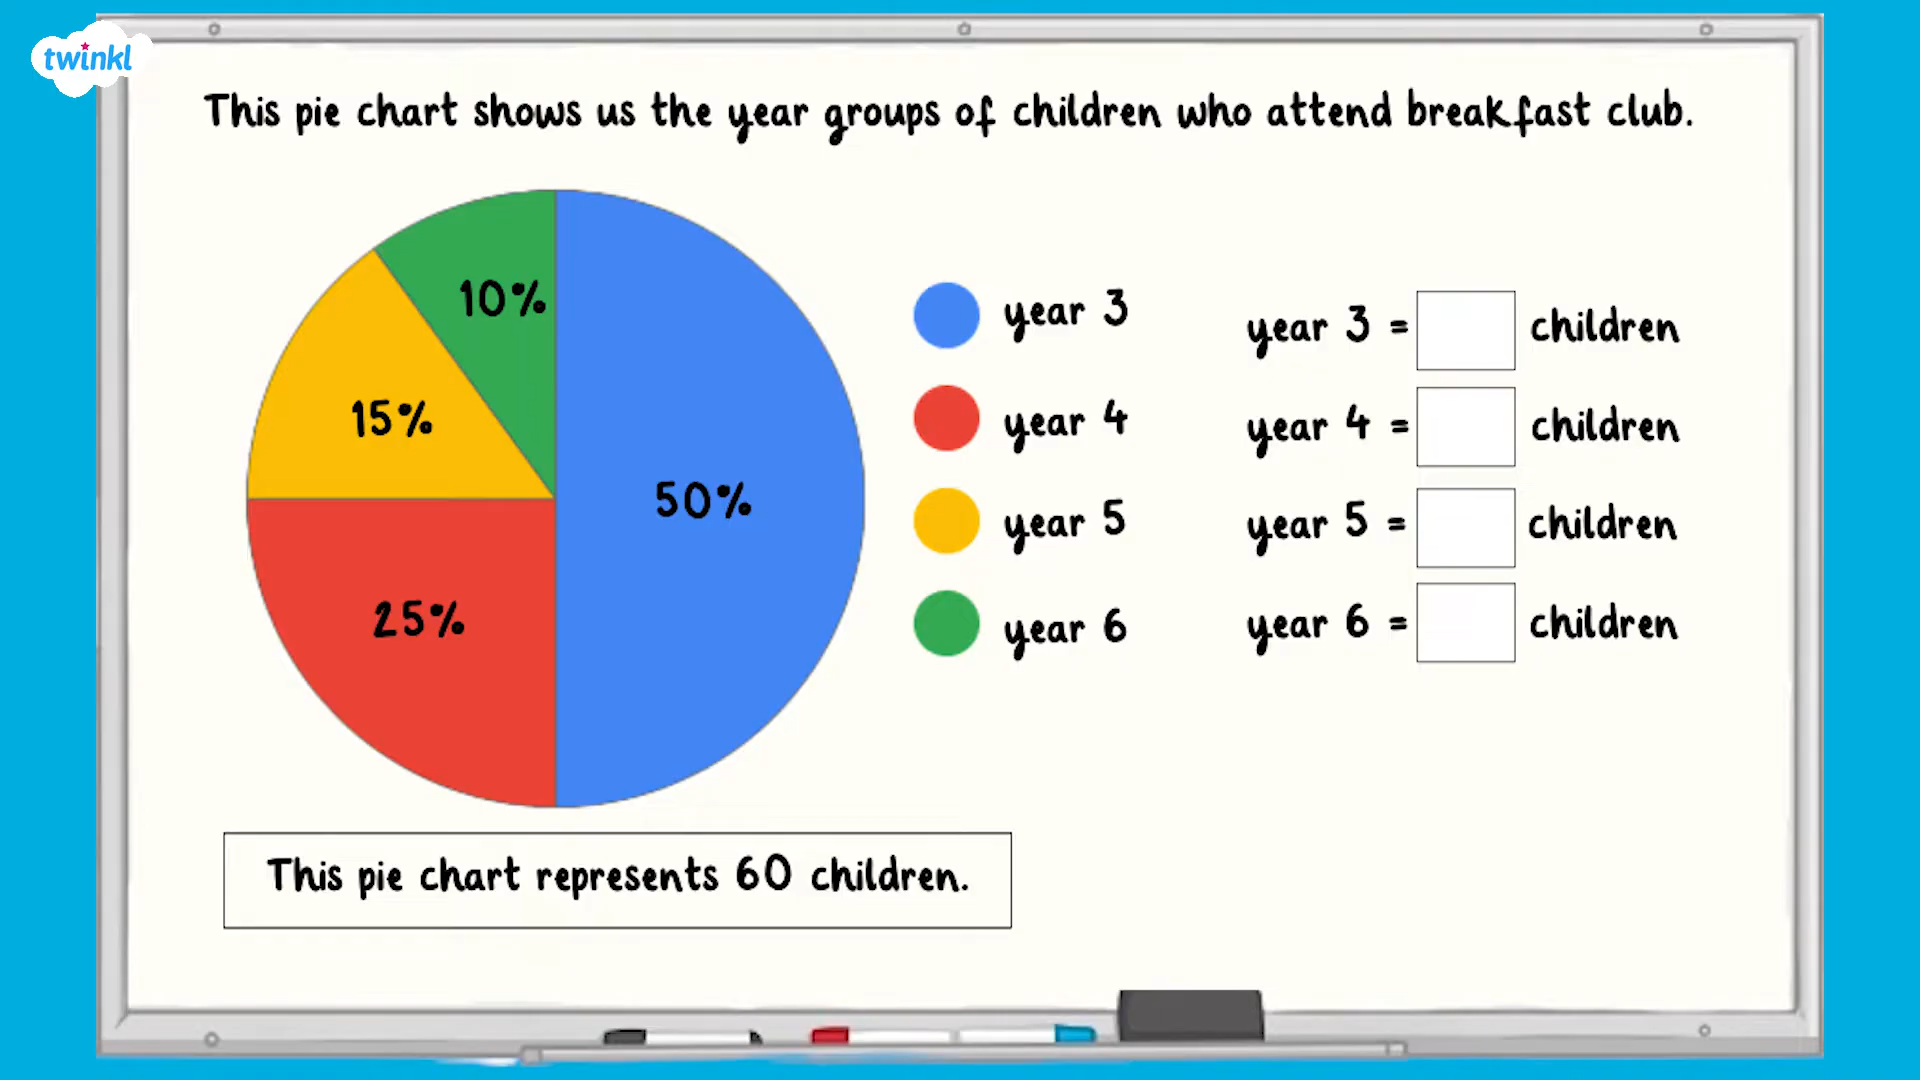 twinkl
This pie chart shows us the year groups of children who attend breakfast club.
10%
15%
50%
25%
year 3
year 4
year 5
year 6
year 3 = children
year 4 = children
year 5 = children
year 6 = children
This pie chart represents 60 children.